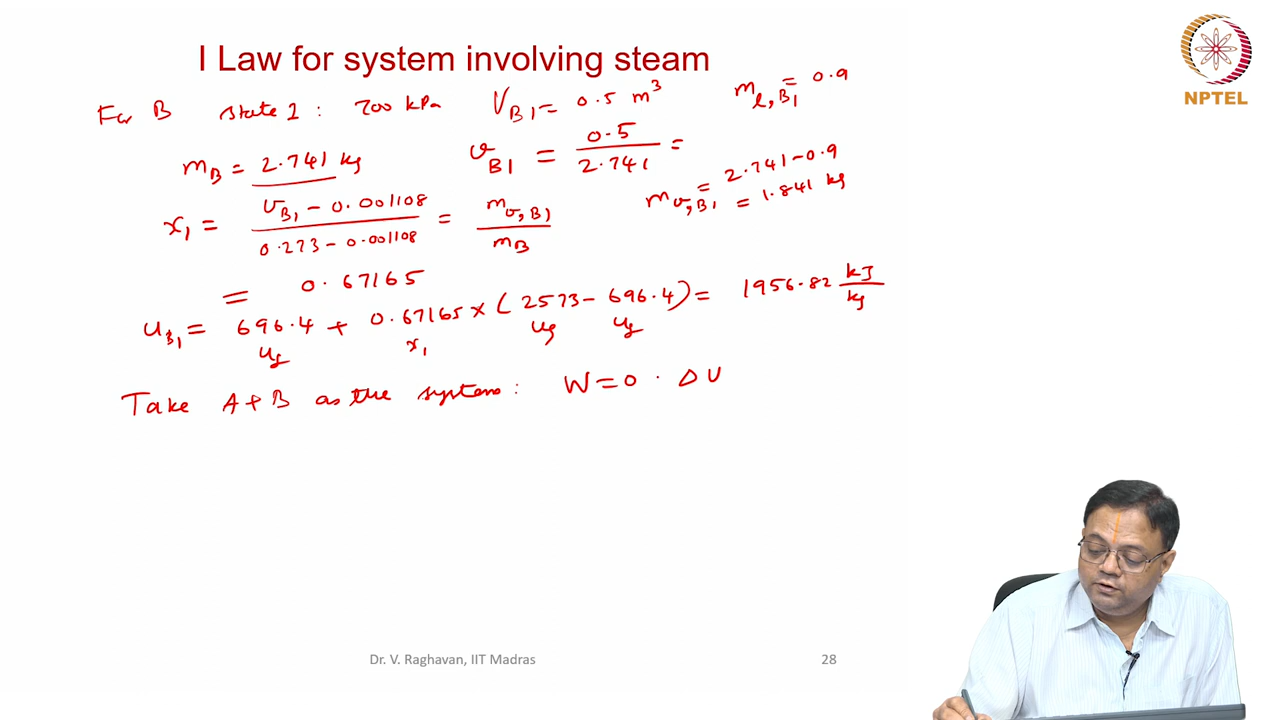 I Law for system involving steam
NPTEL
For B state 1 : 700 kPa V_B1 = 0.5 m³ m_l,B1 = 0.9
m_B = 2.741 kg v_B1 = 0.5 / 2.741 =
m_v,B1 = 2.741 - 0.9
= 1.841 kg
x₁ = (v_B1 - 0.001108) / (0.273 - 0.001108) = m_v,B1 / m_B
= 0.67165
u_B1 = 696.4 + 0.67165 × (2573 - 696.4) = 1956.82 kJ/kg
u_f x₁ u_g u_f
Take A+B as the system : W = 0 . ΔU
Dr. V. Raghavan, IIT Madras
28